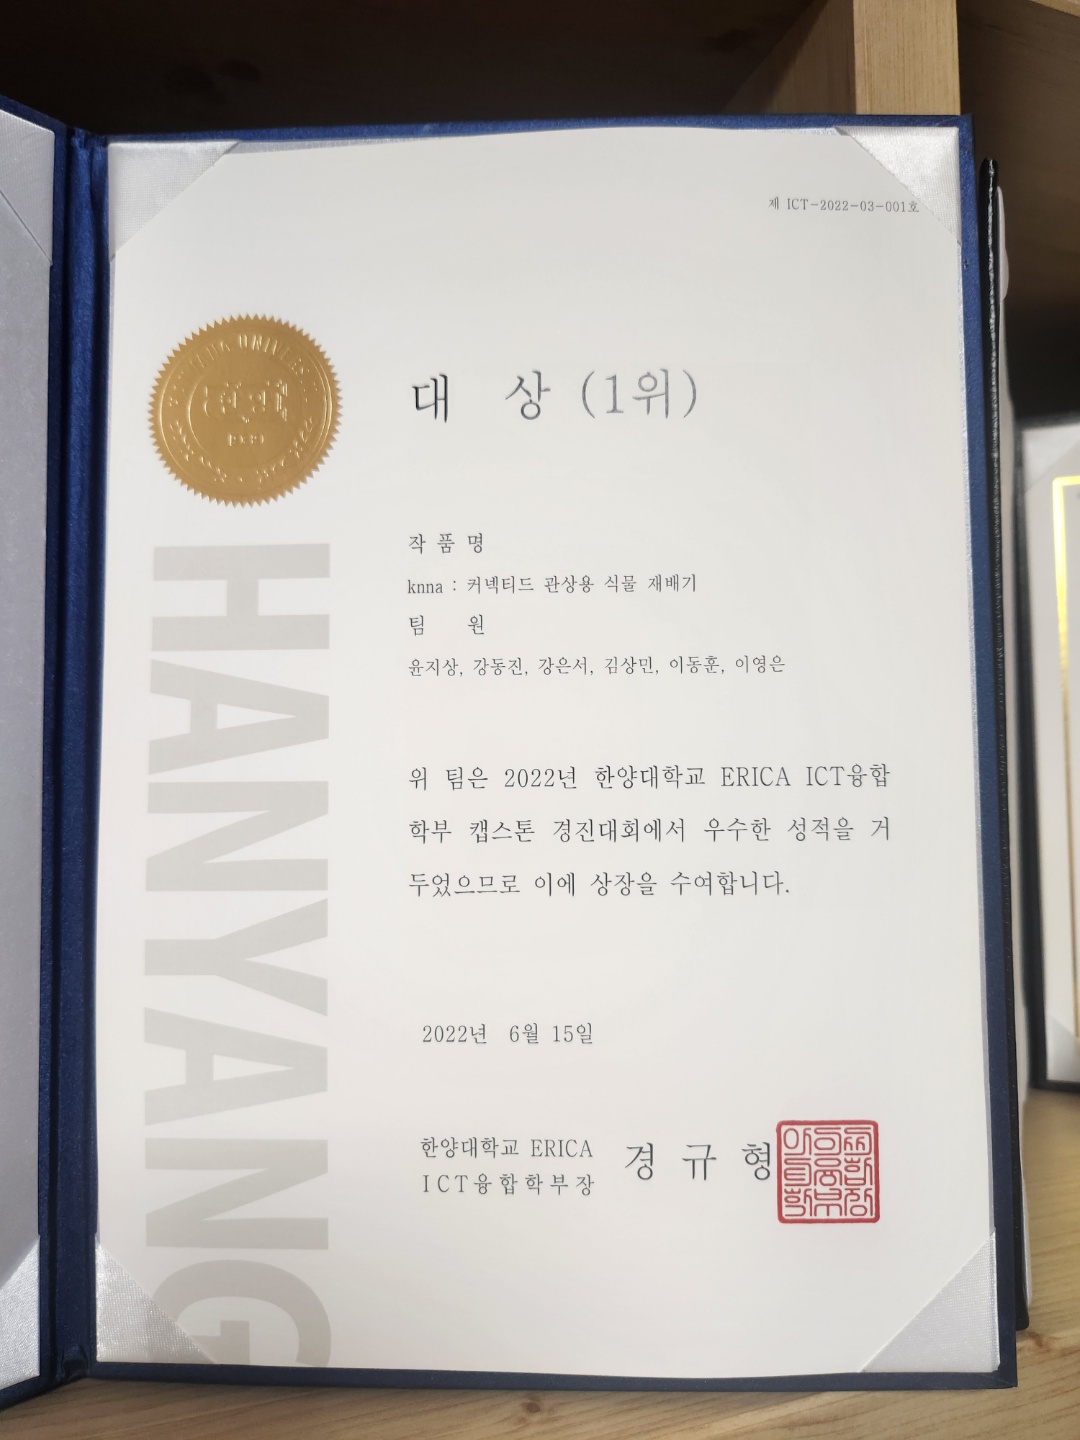 제 ICT-2022-03-001호
대 상 (1위)
작 품 명
knna : 커넥티드 관상용 식물 재배기
팀 원
윤지상, 강동진, 강은서, 김상민, 이동훈, 이영은
위 팀은 2022년 한양대학교 ERICA ICT융합
학부 캡스톤 경진대회에서 우수한 성적을 거
두었으므로 이에 상장을 수여합니다.
2022년 6월 15일
한양대학교 ERICA
ICT융합학부장 경 규 형
HANYANG
1939